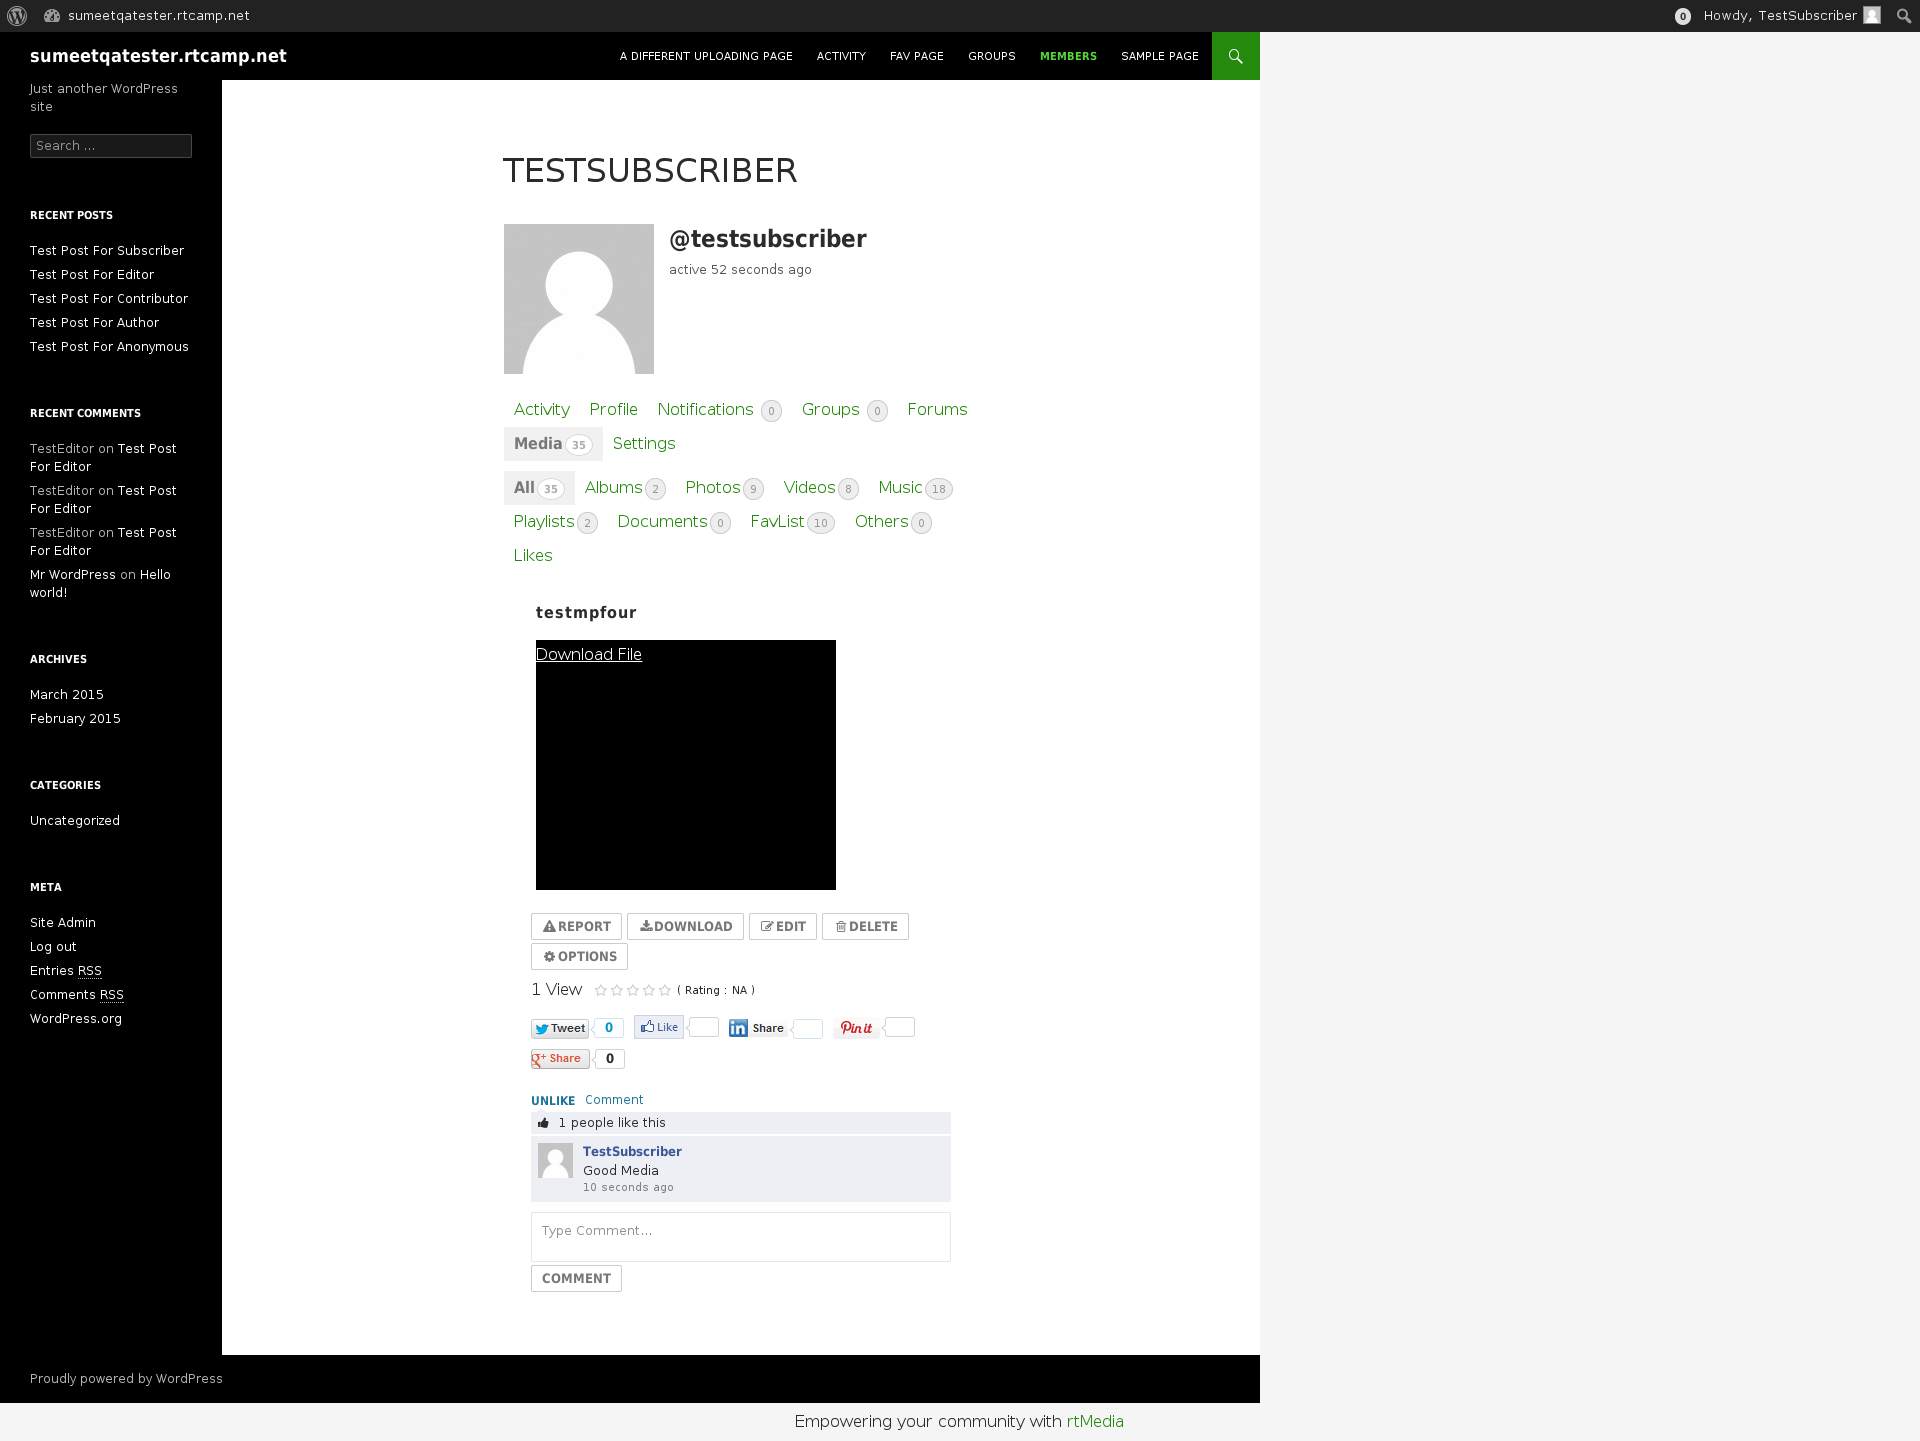 sumeetqatester.rtcamp.net
0 Howdy, TestSubscriber
sumeetqatester.rtcamp.net
A DIFFERENT UPLOADING PAGE ACTIVITY FAV PAGE GROUPS MEMBERS SAMPLE PAGE
Just another WordPress
site
Search ...
RECENT POSTS
Test Post For Subscriber
Test Post For Editor
Test Post For Contributor
Test Post For Author
Test Post For Anonymous
RECENT COMMENTS
TestEditor on Test Post
For Editor
TestEditor on Test Post
For Editor
TestEditor on Test Post
For Editor
Mr WordPress on Hello
world!
ARCHIVES
March 2015
February 2015
CATEGORIES
Uncategorized
META
Site Admin
Log out
Entries RSS
Comments RSS
WordPress.org
TESTSUBSCRIBER
@testsubscriber
active 52 seconds ago
Activity Profile Notifications 0 Groups 0 Forums
Media 35 Settings
All 35 Albums 2 Photos 9 Videos 8 Music 18
Playlists 2 Documents 0 FavList 10 Others 0
Likes
testmpfour
Download File
REPORT DOWNLOAD EDIT DELETE
OPTIONS
1 View ( Rating : NA )
Tweet 0 Like in Share Pin it
g+ Share 0
UNLIKE Comment
1 people like this
TestSubscriber
Good Media
10 seconds ago
Type Comment...
COMMENT
Proudly powered by WordPress
Empowering your community with rtMedia